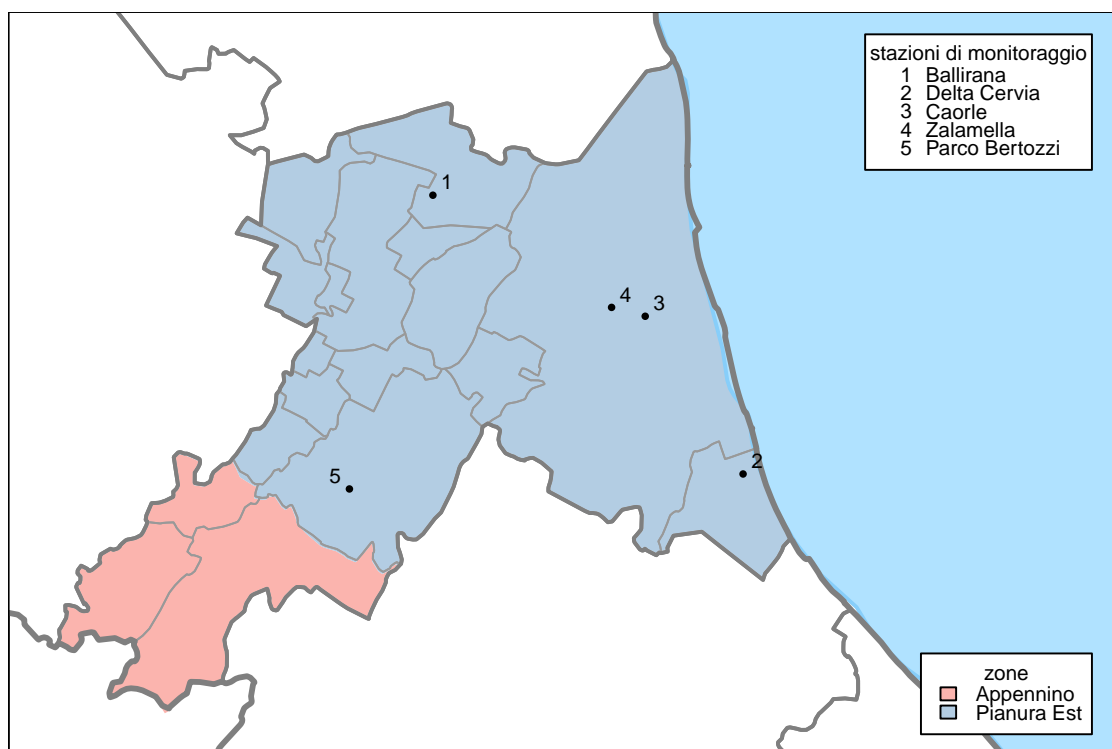 stazioni di monitoraggio
1 Ballirana
2 Delta Cervia
3 Caorle
4 Zalamella
5 Parco Bertozzi
1
4
3
2
5
zone
Appennino
Pianura Est